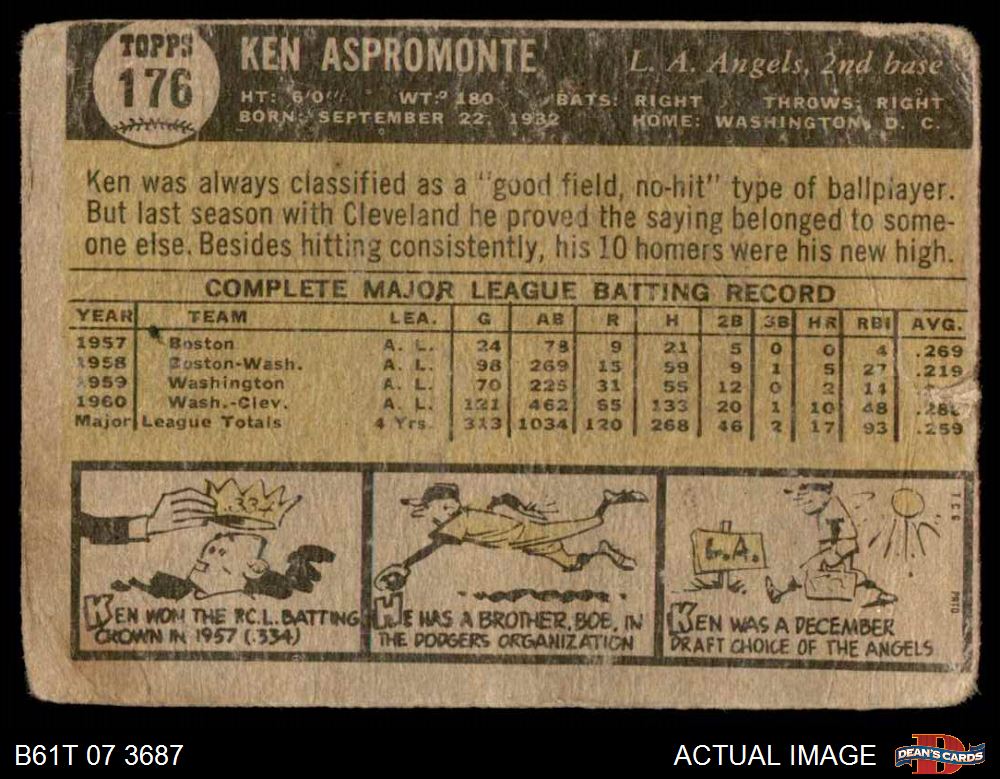 TOPPS
176
KEN ASPROMONTE
L. A. Angels, 2nd base
HT: 6'0" WT: 180 BATS: RIGHT THROWS: RIGHT
BORN: SEPTEMBER 22, 1932 HOME: WASHINGTON, D. C.
Ken was always classified as a "good field, no-hit" type of ballplayer.
But last season with Cleveland he proved the saying belonged to some-
one else. Besides hitting consistently, his 10 homers were his new high.
COMPLETE MAJOR LEAGUE BATTING RECORD
YEAR TEAM LEA. G AB R H 2B 3B HR RBI AVG.
1957 Boston A. L. 24 78 9 21 5 0 0 4 .269
1958 Boston-Wash. A. L. 98 269 15 59 9 1 5 27 .219
1959 Washington A. L. 70 225 31 55 12 0 2 14
1960 Wash.-Clev. A. L. 121 462 65 133 20 1 10 48
Major League Totals 4 Yrs. 313 1034 120 268 46 2 17 93 .259
.334
KEN WON THE P.C.L. BATTING
CROWN IN 1957 (.334)
HE HAS A BROTHER, BOB, IN
THE DODGERS ORGANIZATION
L.A.
KEN WAS A DECEMBER
DRAFT CHOICE OF THE ANGELS
T.C.G.
PRTD.
B61T 07 3687
ACTUAL IMAGE
DEAN'S CARDS